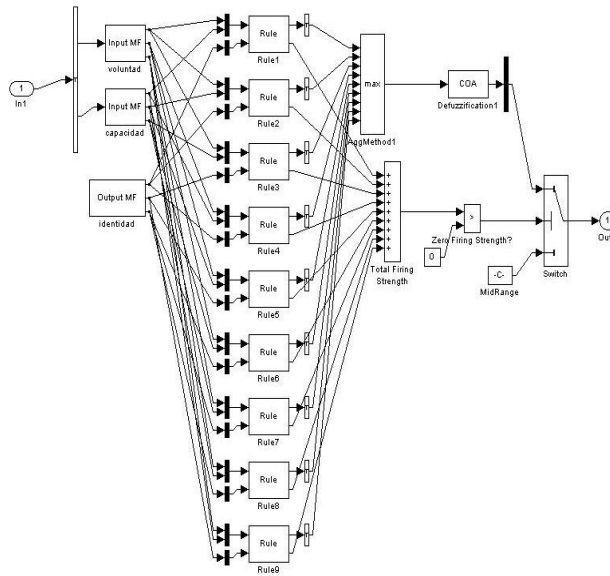 1
In1
T
Input MF
voluntad
Input MF
capacidad
Output MF
identidad
Rule
Rule1
T
Rule
Rule2
T
Rule
Rule3
T
Rule
Rule4
T
Rule
Rule5
T
Rule
Rule6
T
Rule
Rule7
T
Rule
Rule8
T
Rule
Rule9
T
max
AggMethod1
+
+
+
+
+
+
+
+
+
Total Firing
Strength
COA
Defuzzification1
>
Zero Firing Strength?
0
-C-
MidRange
Switch
1
Out